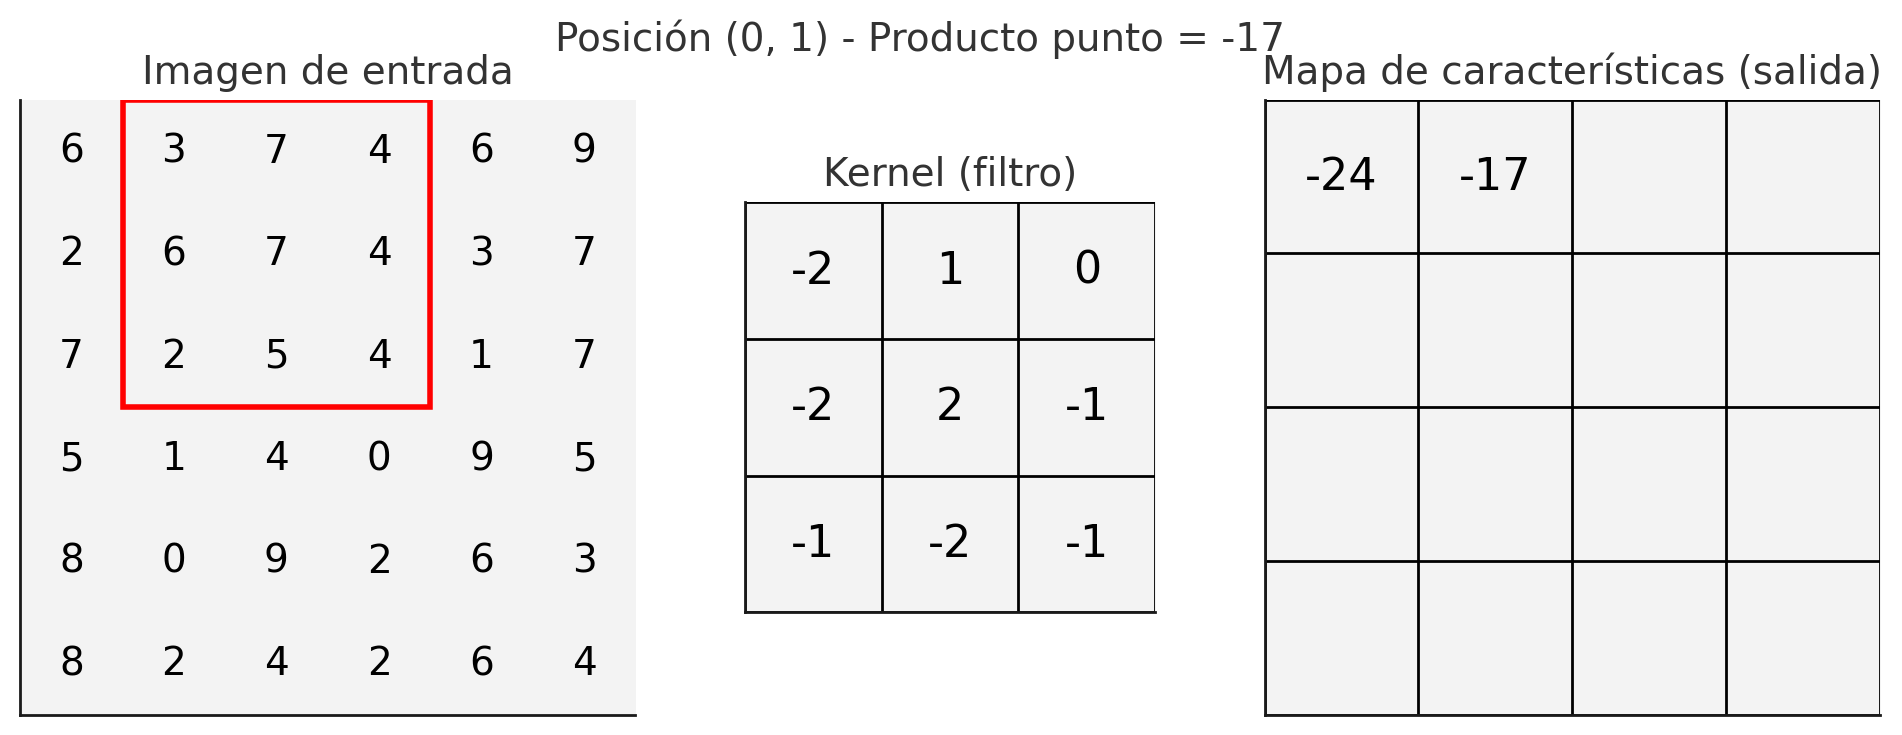 Posición (0, 1) - Producto punto = -17
Imagen de entrada
6 3 7 4 6 9
2 6 7 4 3 7
7 2 5 4 1 7
5 1 4 0 9 5
8 0 9 2 6 3
8 2 4 2 6 4
Kernel (filtro)
-2 1 0
-2 2 -1
-1 -2 -1
Mapa de características (salida)
-24 -17